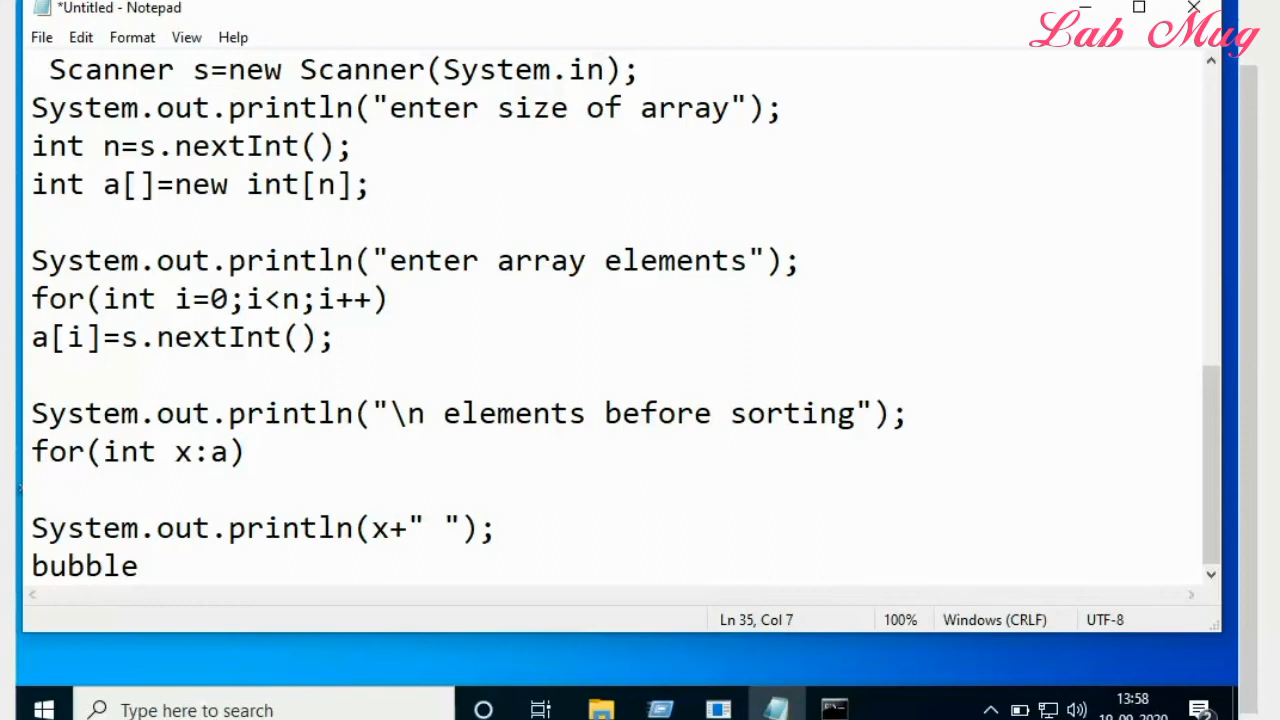 *Untitled - Notepad
Lab Mug
File Edit Format View Help
Scanner s=new Scanner(System.in);
System.out.println("enter size of array");
int n=s.nextInt();
int a[]=new int[n];
System.out.println("enter array elements");
for(int i=0;i<n;i++)
a[i]=s.nextInt();
System.out.println("\n elements before sorting");
for(int x:a)
System.out.println(x+" ");
bubble
Ln 35, Col 7 100% Windows (CRLF) UTF-8
Type here to search
13:58
19-09-2020